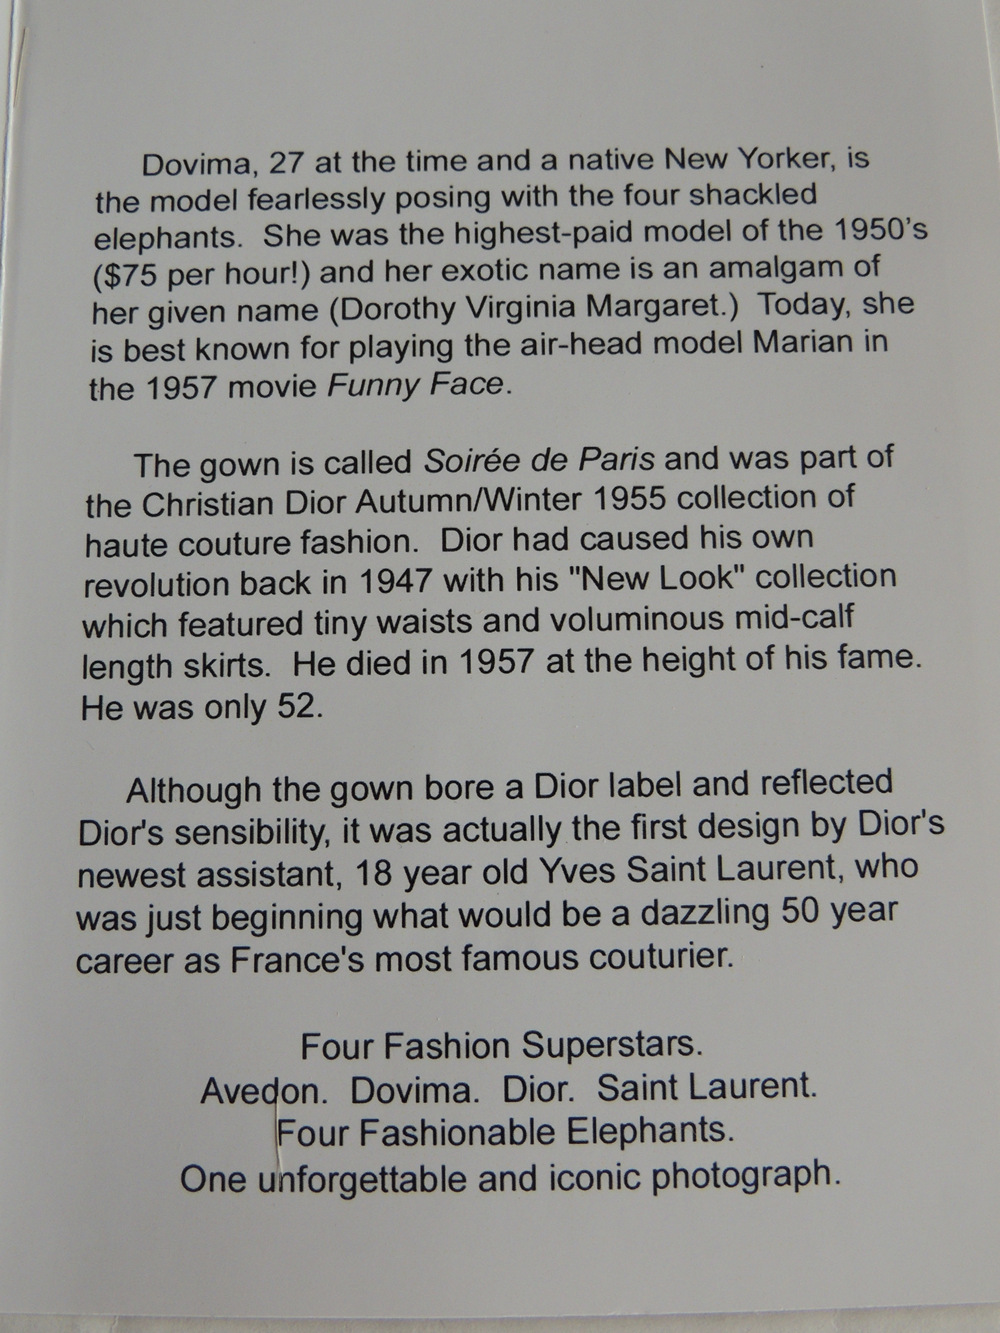 Dovima, 27 at the time and a native New Yorker, is
the model fearlessly posing with the four shackled
elephants.  She was the highest-paid model of the 1950's
($75 per hour!) and her exotic name is an amalgam of
her given name (Dorothy Virginia Margaret.)  Today, she
is best known for playing the air-head model Marian in
the 1957 movie Funny Face.
The gown is called Soirée de Paris and was part of
the Christian Dior Autumn/Winter 1955 collection of
haute couture fashion.  Dior had caused his own
revolution back in 1947 with his "New Look" collection
which featured tiny waists and voluminous mid-calf
length skirts.  He died in 1957 at the height of his fame.
He was only 52.
Although the gown bore a Dior label and reflected
Dior's sensibility, it was actually the first design by Dior's
newest assistant, 18 year old Yves Saint Laurent, who
was just beginning what would be a dazzling 50 year
career as France's most famous couturier.
Four Fashion Superstars.
Avedon.  Dovima.  Dior.  Saint Laurent.
Four Fashionable Elephants.
One unforgettable and iconic photograph.